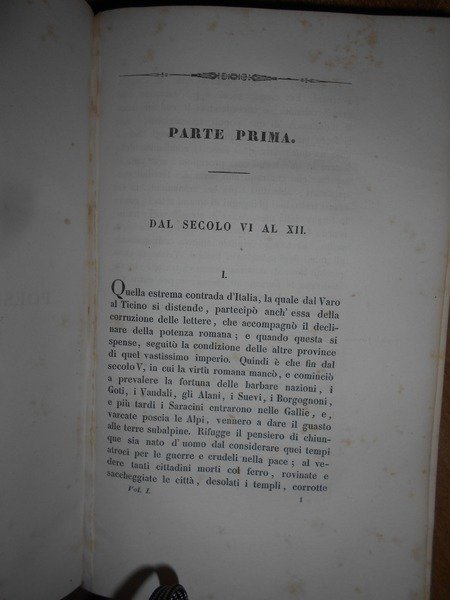 PARTE PRIMA.
DAL SECOLO VI AL XII.
I.
Quella estrema contrada d'Italia, la quale dal Varo
al Ticino si distende, partecipò anch' essa della
corruzione delle lettere, che accompagnò il decli-
nare della potenza romana; e quando questa si
spense, seguitò la condizione delle altre province
di quel vastissimo imperio. Quindi è che fin dal
secolo V, in cui la virtù romana mancò, e cominciò
a prevalere la fortuna delle barbare nazioni, i
Goti, i Vandali, gli Alani, i Suevi, i Borgognoni,
e più tardi i Saracini entrarono nelle Gallie, e,
varcate poscia le Alpi, vennero a dare il guasto
alle terre subalpine. Rifugge il pensiero di chiun-
que sia nato d' uomo dal considerare quei tempi
atroci per le guerre e crudeli nella pace; al ve-
dere tanti cittadini morti col ferro, rovinate e
saccheggiate le città, desolati i templi, corrotte
Vol. I. 1